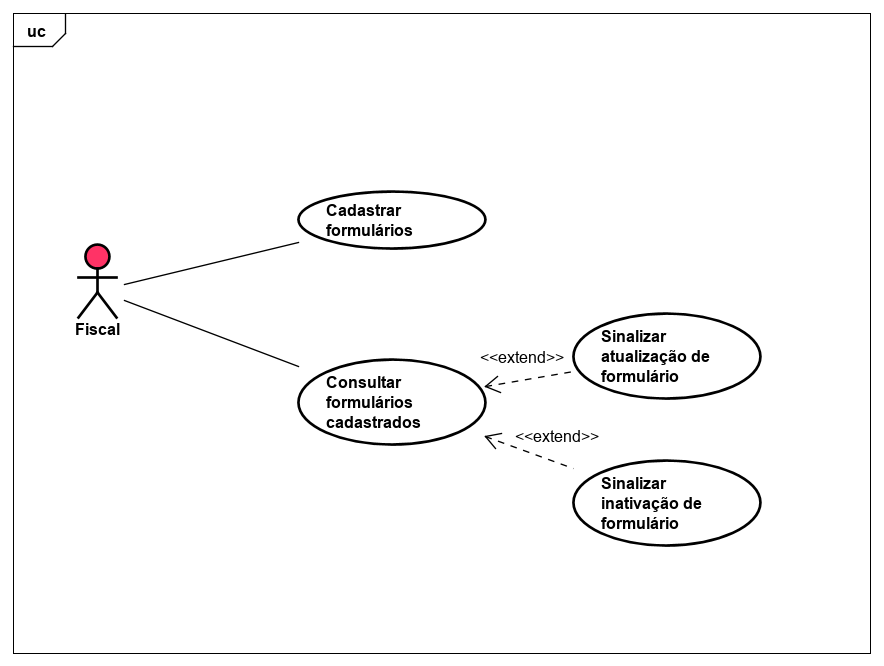 uc
Cadastrar
formulários
Fiscal
Consultar
formulários
cadastrados
<<extend>>
Sinalizar
atualização de
formulário
<<extend>>
Sinalizar
inativação de
formulário